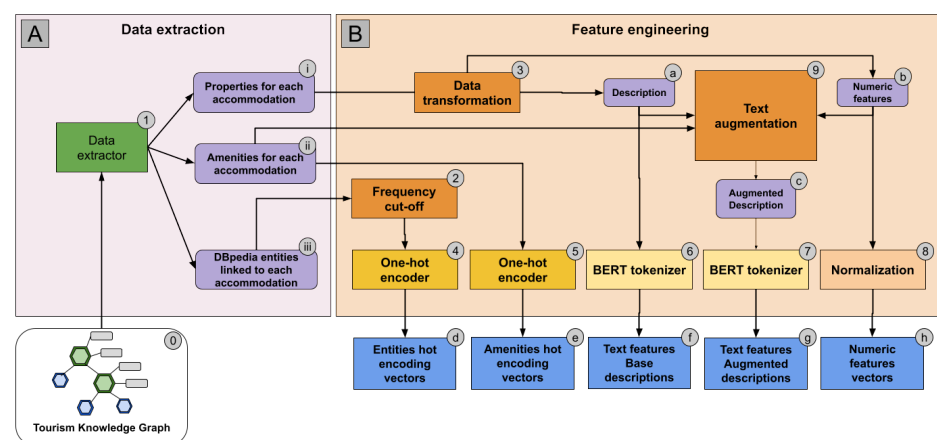 A
Data extraction
B
Feature engineering
i
Properties for each
accommodation
3
Data
transformation
a
Description
9
Text
augmentation
b
Numeric
features
1
Data
extractor
ii
Amenities for each
accommodation
2
Frequency
cut-off
c
Augmented
Description
iii
DBpedia entities
linked to each
accommodation
4
One-hot
encoder
5
One-hot
encoder
6
BERT tokenizer
7
BERT tokenizer
8
Normalization
0
Tourism Knowledge Graph
d
Entities hot
encoding
vectors
e
Amenities hot
encoding vectors
f
Text features
Base
descriptions
g
Text features
Augmented
descriptions
h
Numeric
features
vectors